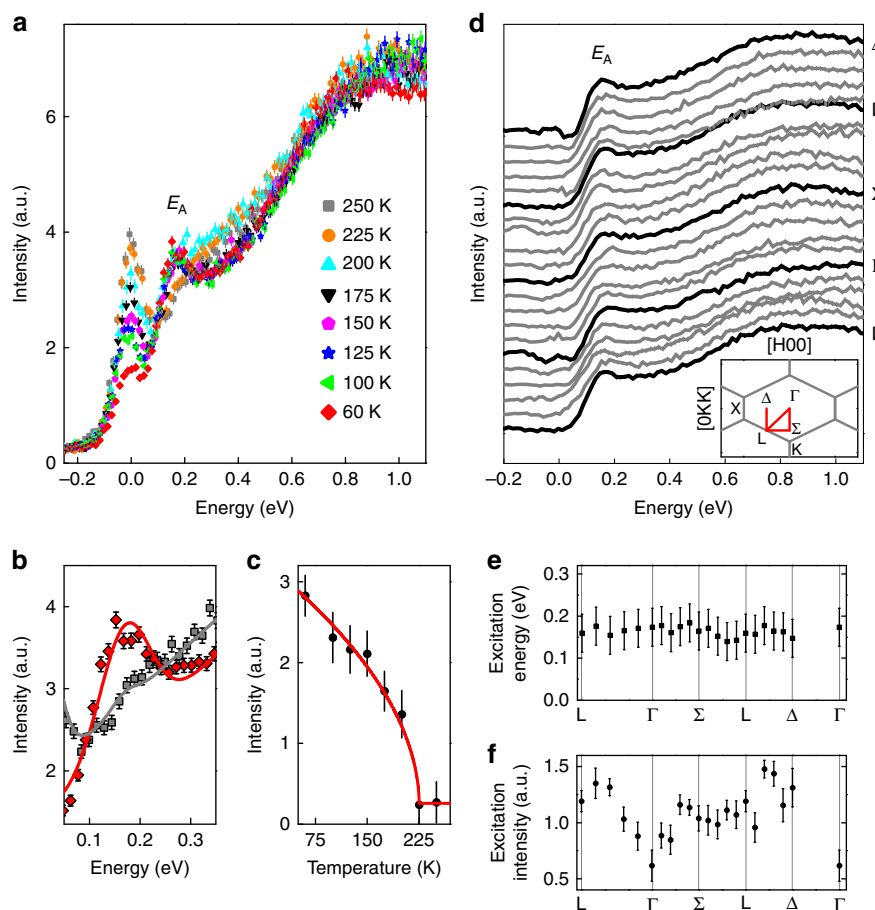 a
Intensity (a.u.)
6
4
2
0
E_A
250 K
225 K
200 K
175 K
150 K
125 K
100 K
60 K
−0.2 0.0 0.2 0.4 0.6 0.8 1.0
Energy (eV)
d
Intensity (a.u.)
E_A
Δ
Σ
[H00]
[0KK]
X
Δ
Γ
Σ
L
K
−0.2 0.0 0.2 0.4 0.6 0.8 1.0
Energy (eV)
b
Intensity (a.u.)
4
3
2
0.1 0.2 0.3
Energy (eV)
c
Intensity (a.u.)
3
2
1
0
75 150 225
Temperature (K)
e
Excitation
energy (eV)
0.3
0.2
0.1
0.0
L Γ Σ L Δ Γ
f
Excitation
intensity (a.u.)
1.5
1.0
0.5
L Γ Σ L Δ Γ